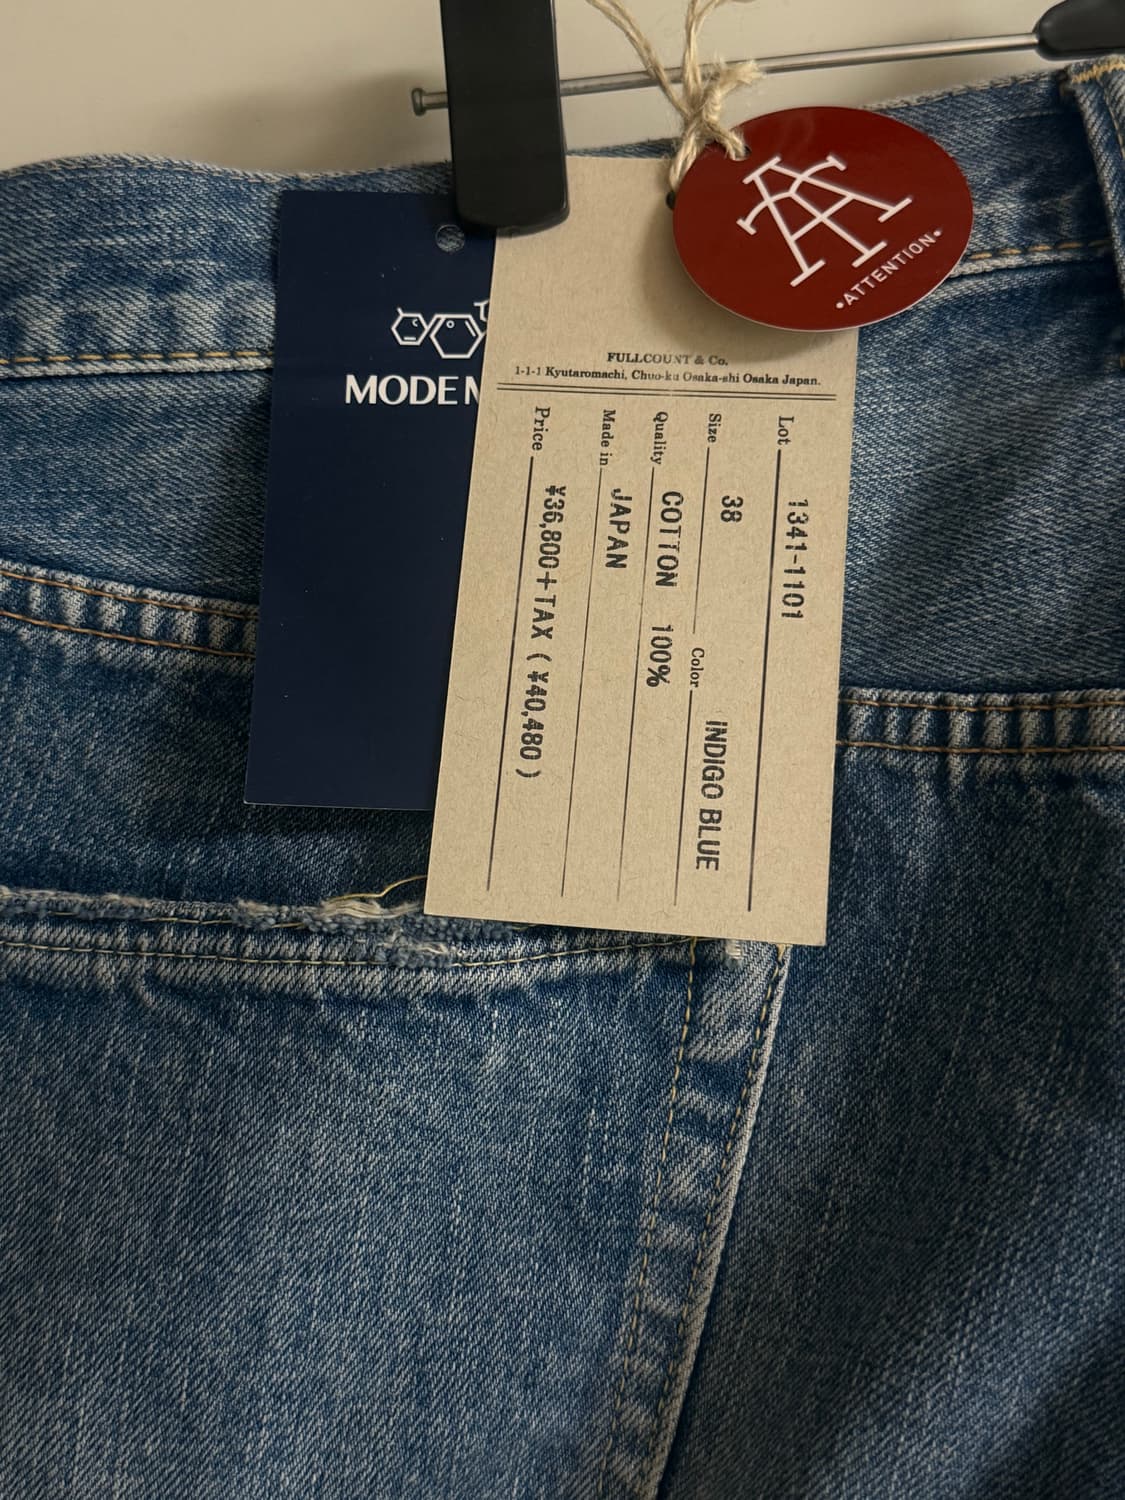 AA
•ATTENTION•
MODE
FULLCOUNT & Co.
1-1-1 Kyutaromachi, Chuo-ku Osaka-shi Osaka Japan.
Lot 1341-1101
Size 38 Color INDIGO BLUE
Quality COTTON 100%
Made in JAPAN
Price ¥36,800+TAX ( ¥40,480 )